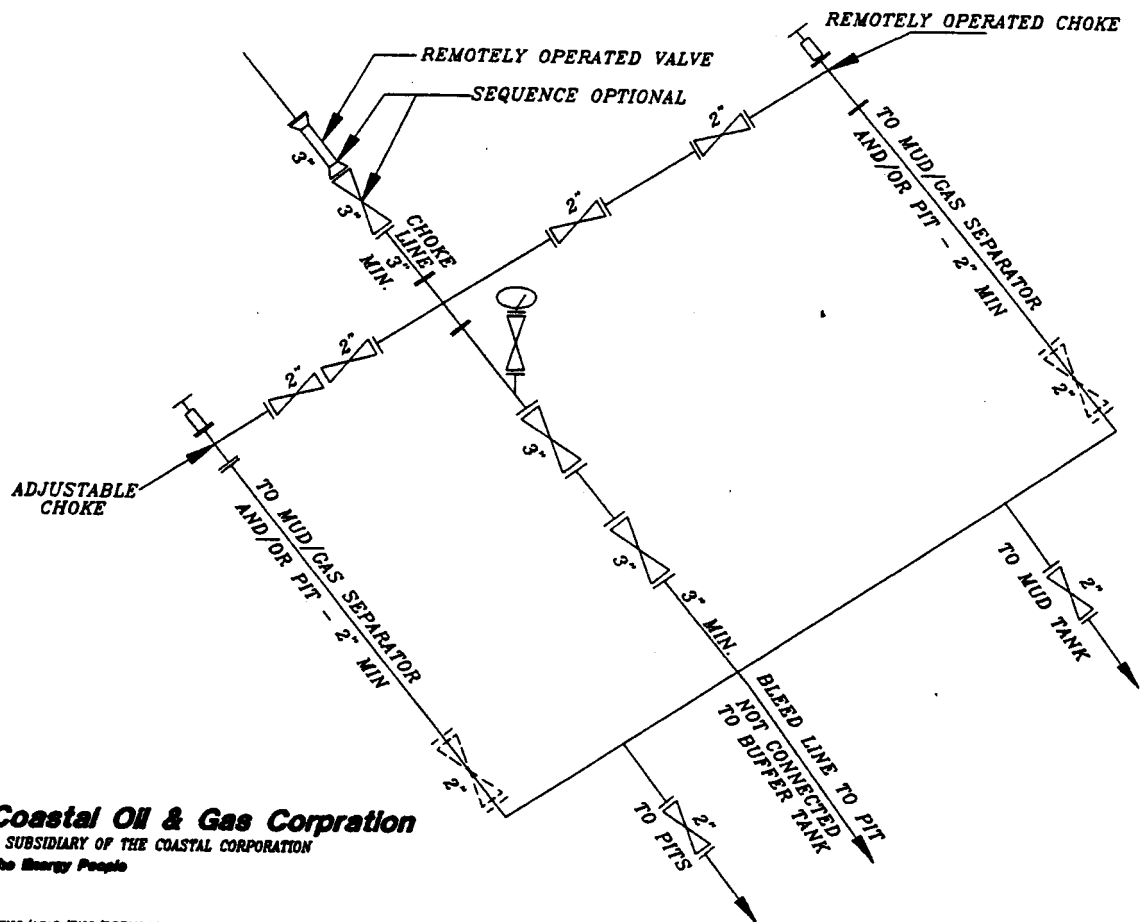 REMOTELY OPERATED CHOKE
REMOTELY OPERATED VALVE
SEQUENCE OPTIONAL
3"
3"
CHOKE
LINE
3"
MIN.
2"
2"
TO MUD/GAS SEPARATOR
AND/OR PIT - 2" MIN
2"
2"
2"
3"
ADJUSTABLE
CHOKE
TO MUD/GAS SEPARATOR
AND/OR PIT - 2" MIN
3"
3" MIN.
2"
TO MUD TANK
BLEED LINE TO PIT
NOT CONNECTED
TO BUFFER TANK
2"
2"
TO PITS
Coastal Oil & Gas Corpration
SUBSIDIARY OF THE COASTAL CORPORATION
The Energy People